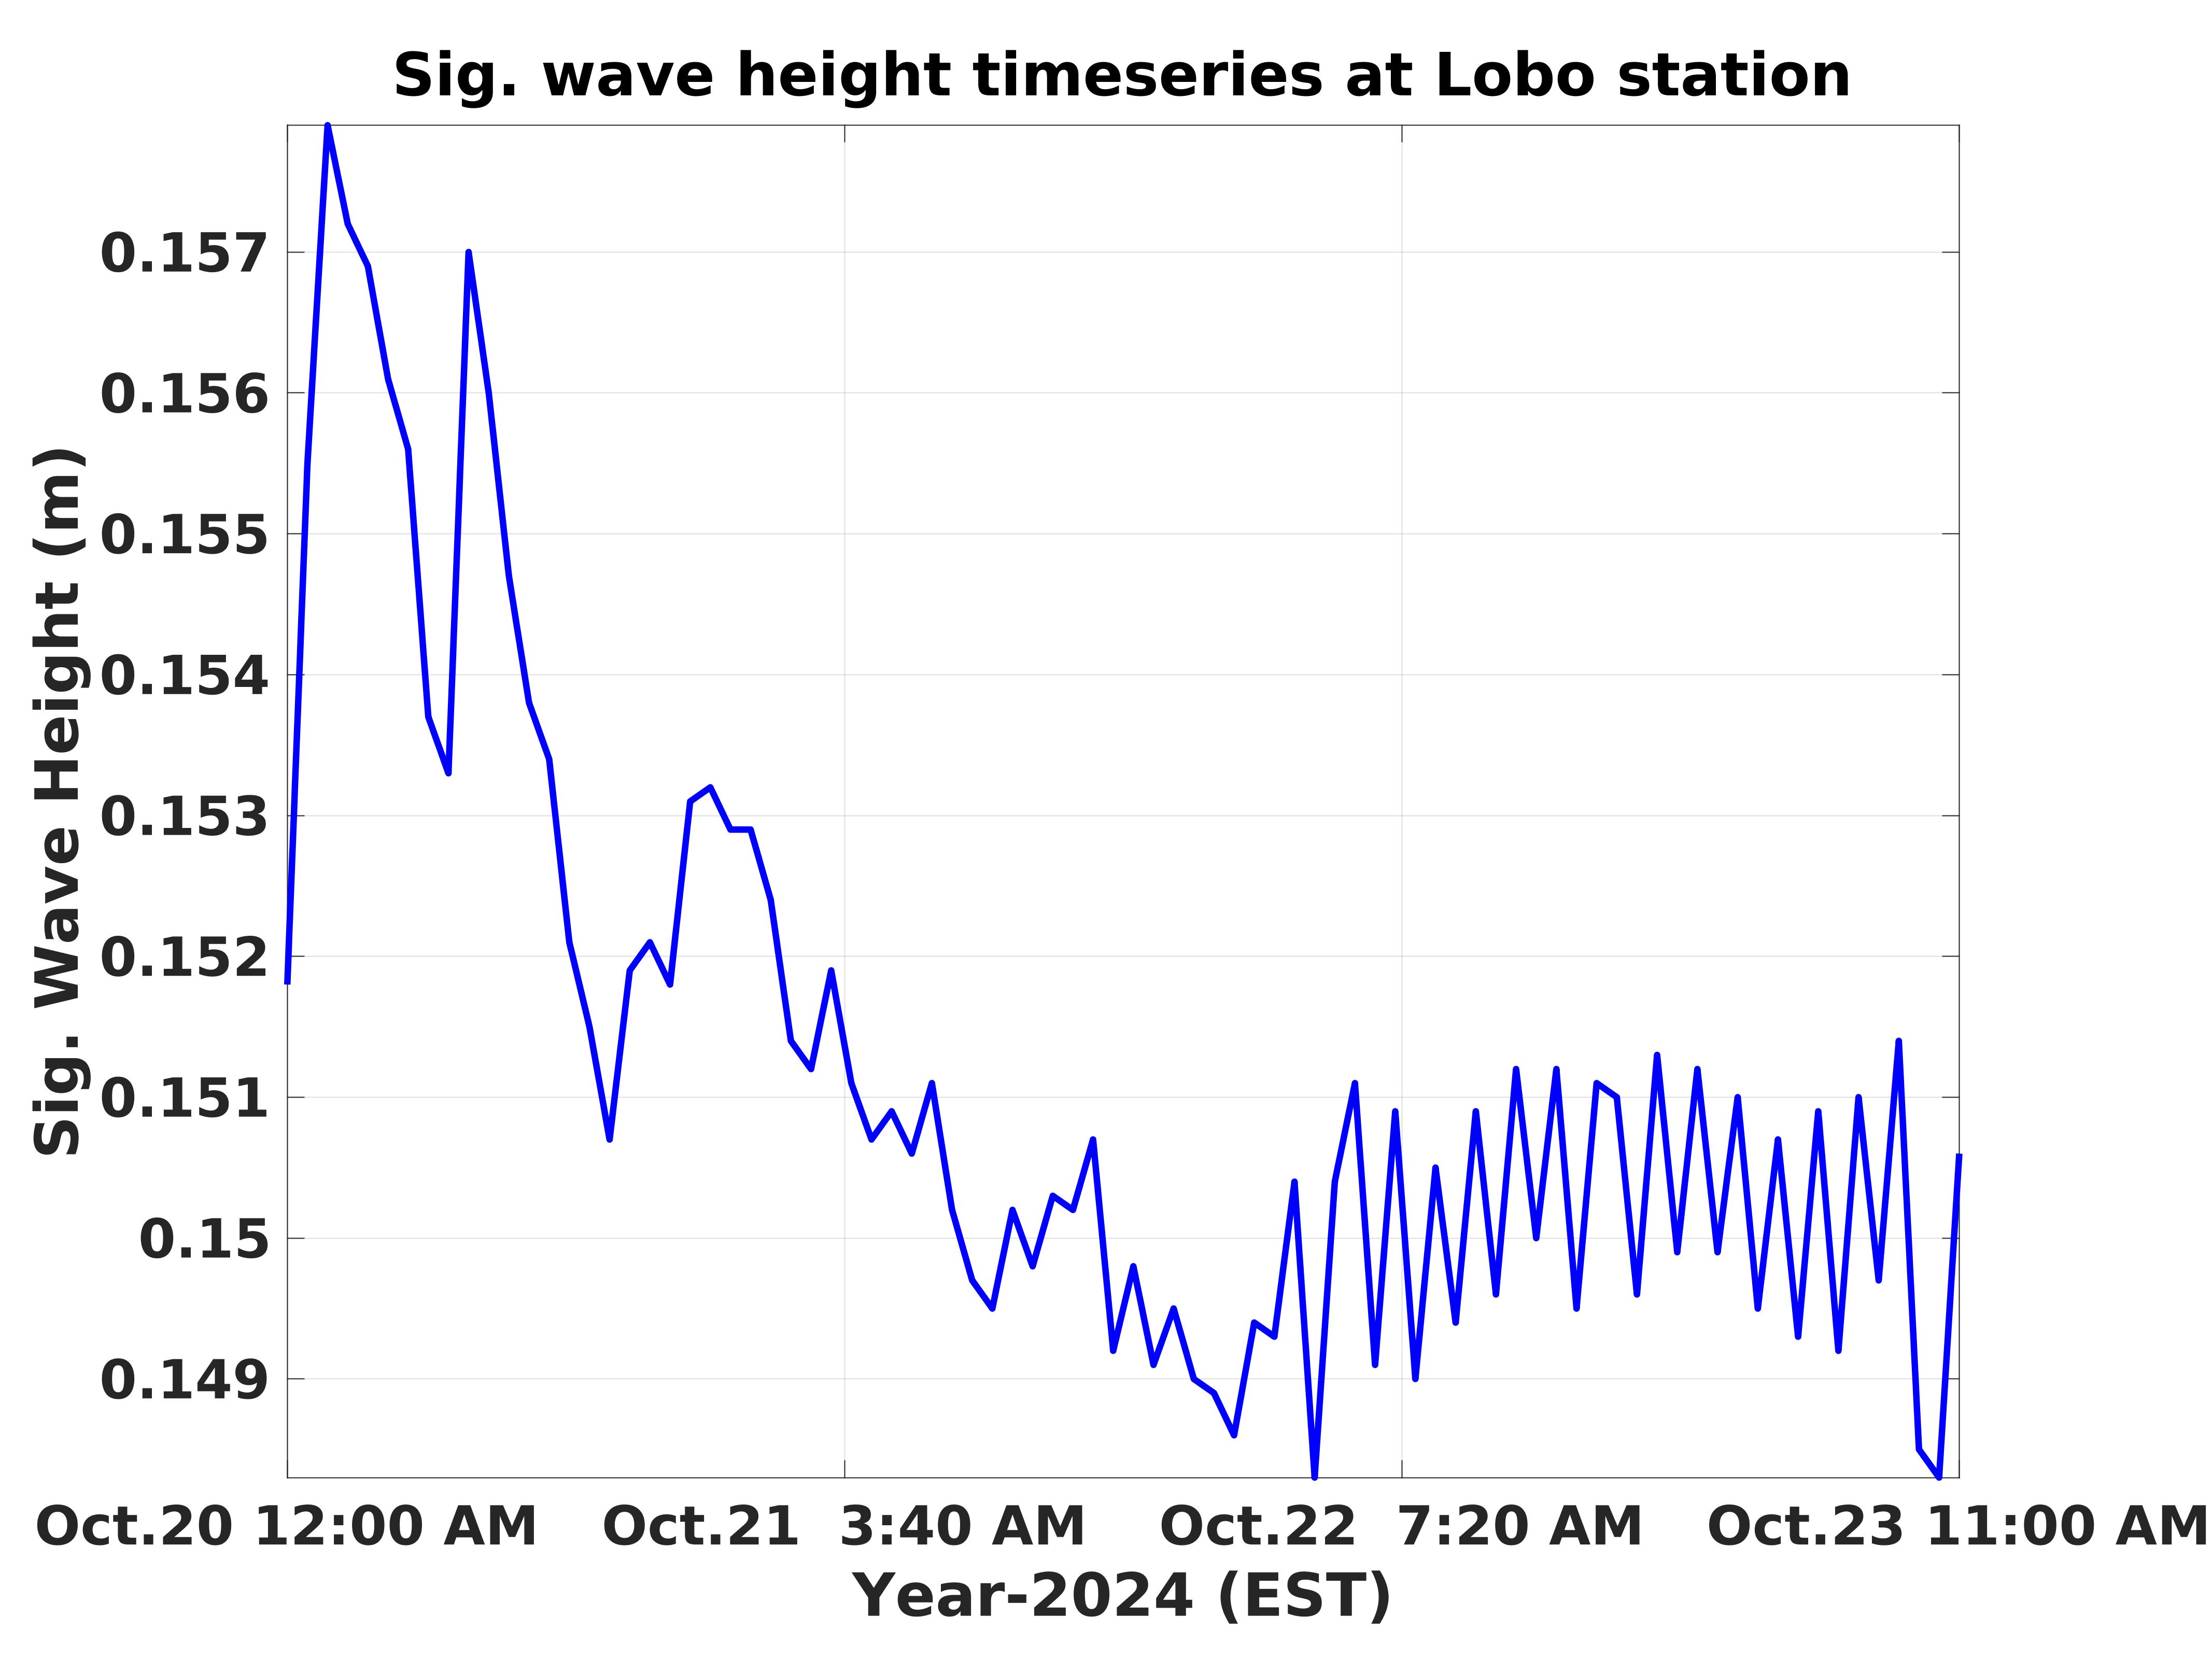 Sig. wave height timeseries at Lobo station
Sig. Wave Height (m)
0.157
0.156
0.155
0.154
0.153
0.152
0.151
0.15
0.149
Oct.20 12:00 AM Oct.21 3:40 AM Oct.22 7:20 AM Oct.23 11:00 AM
Year-2024 (EST)